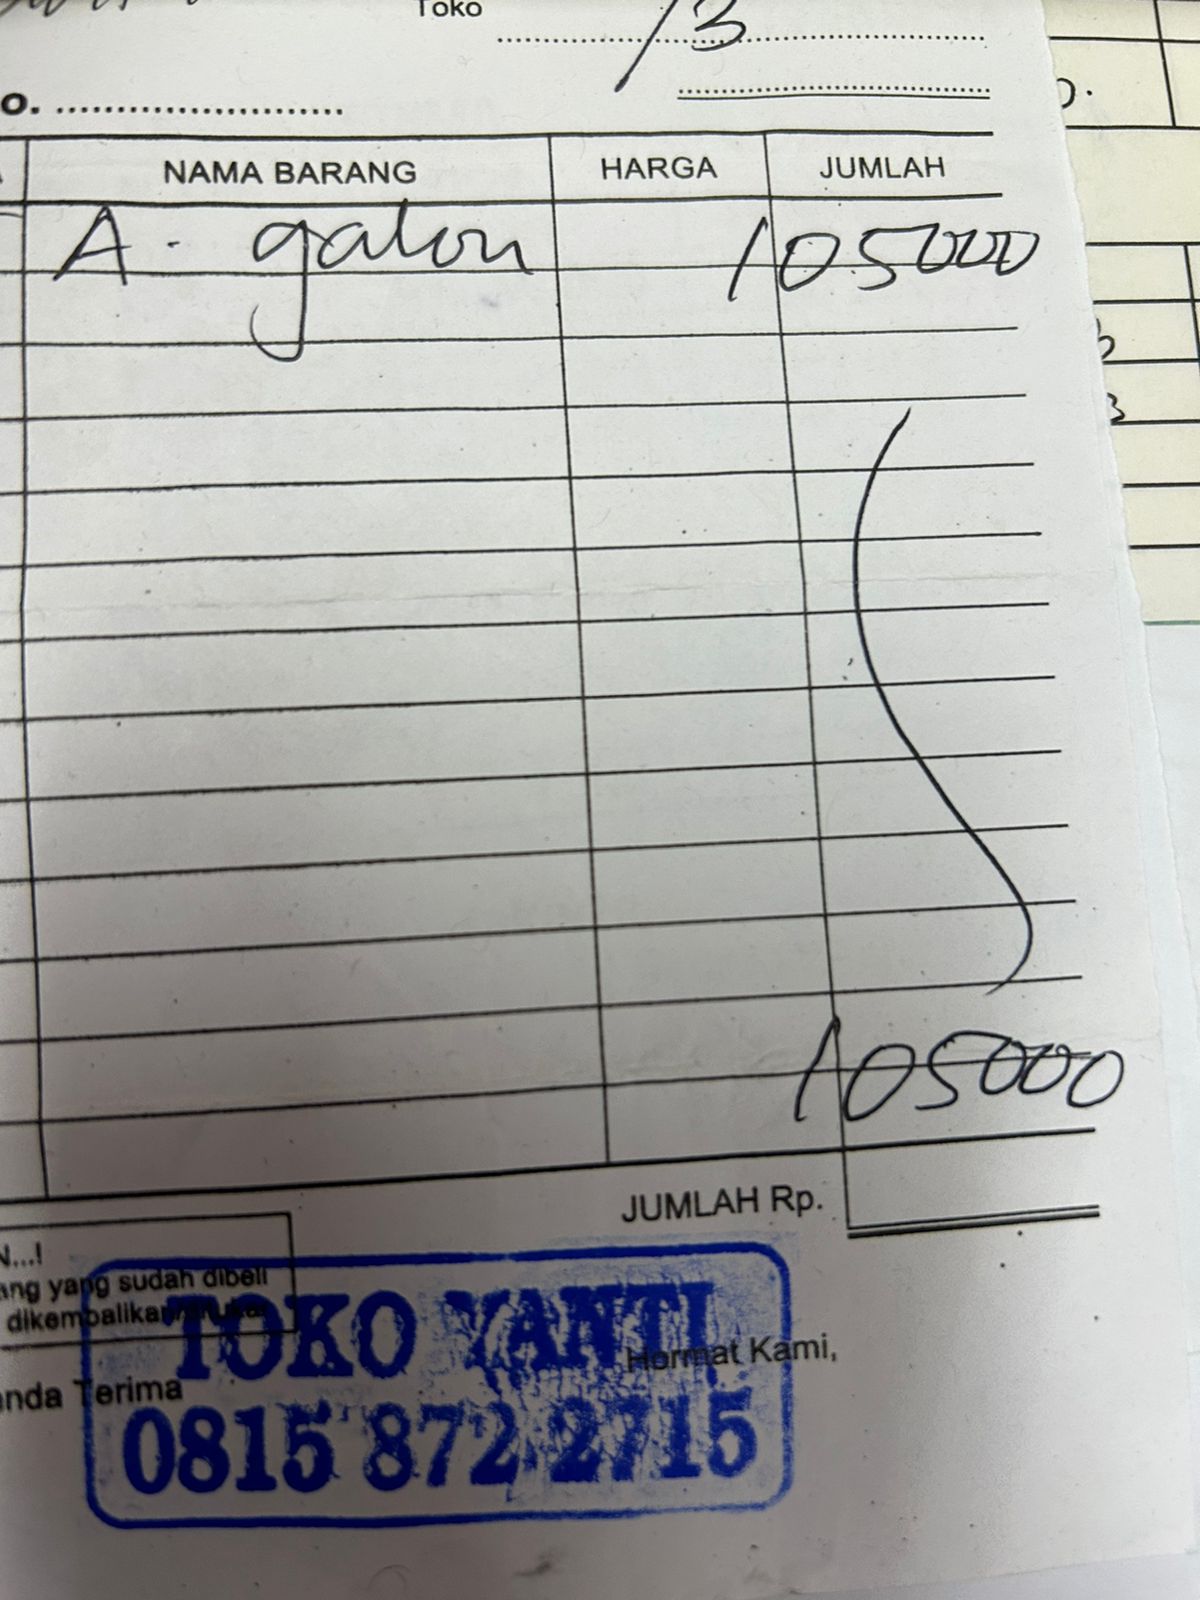 Toko
/3
o.
NAMA BARANG HARGA JUMLAH
A. galon 105000
105000
JUMLAH Rp.
N...!
ang yang sudah dibeli
dikembalikan/ditukar
TOKO YANTI
Hormat Kami,
anda Terima
0815 872 2715